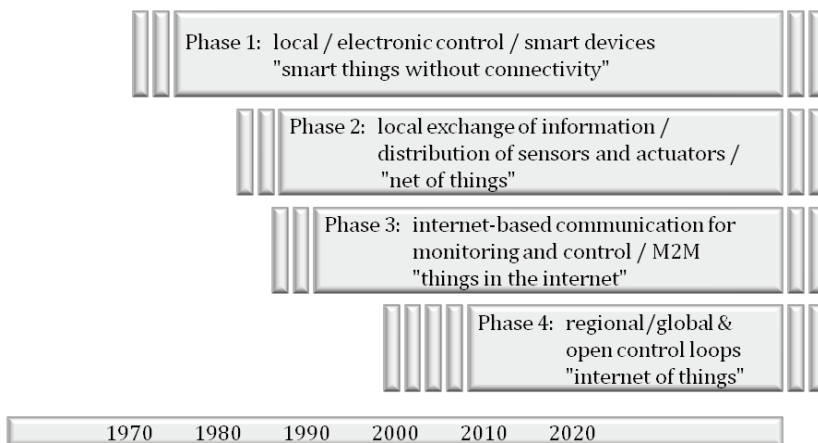 Phase 1: local / electronic control / smart devices
"smart things without connectivity"
Phase 2: local exchange of information /
distribution of sensors and actuators /
"net of things"
Phase 3: internet-based communication for
monitoring and control / M2M
"things in the internet"
Phase 4: regional/global &
open control loops
"internet of things"
1970 1980 1990 2000 2010 2020